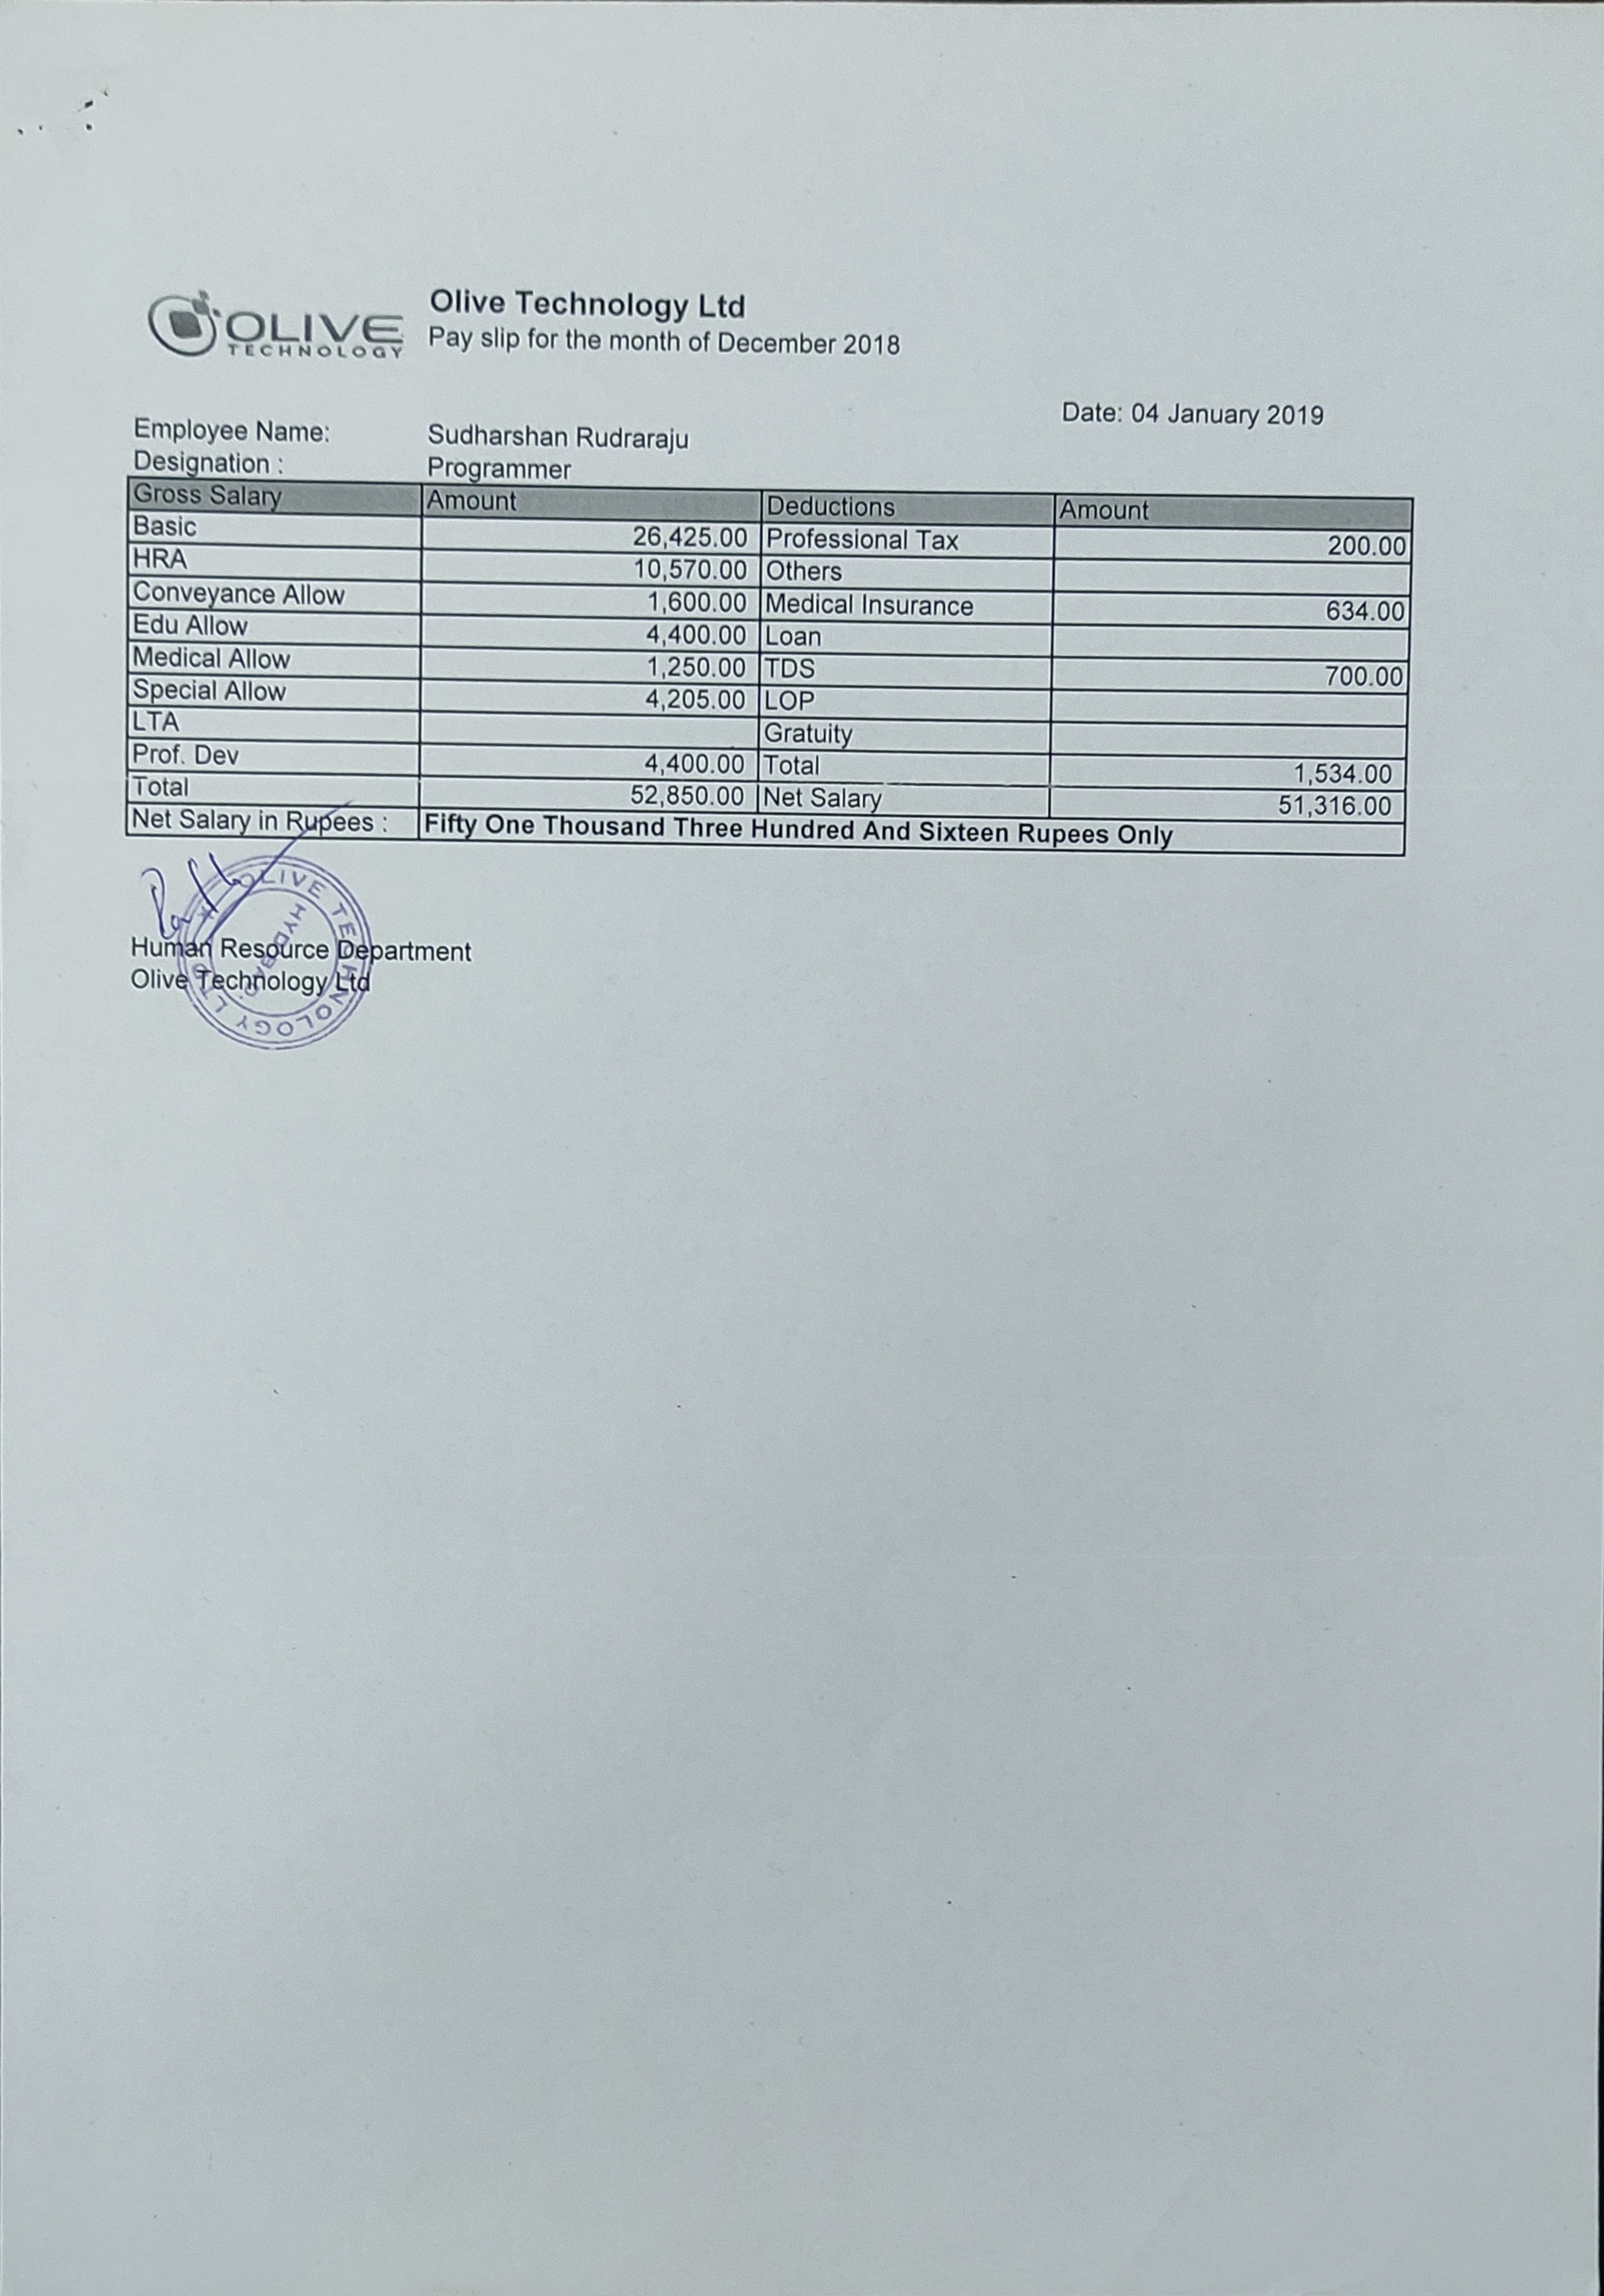 OLIVE
TECHNOLOGY
Olive Technology Ltd
Pay slip for the month of December 2018
Date: 04 January 2019
Employee Name: Sudharshan Rudraraju
Designation : Programmer
Gross Salary Amount Deductions Amount
Basic 26,425.00 Professional Tax 200.00
HRA 10,570.00 Others
Conveyance Allow 1,600.00 Medical Insurance 634.00
Edu Allow 4,400.00 Loan
Medical Allow 1,250.00 TDS 700.00
Special Allow 4,205.00 LOP
LTA Gratuity
Prof. Dev 4,400.00 Total 1,534.00
Total 52,850.00 Net Salary 51,316.00
Net Salary in Rupees : Fifty One Thousand Three Hundred And Sixteen Rupees Only
OLIVE TECHNOLOGY LTD
Human Resource Department
Olive Technology Ltd